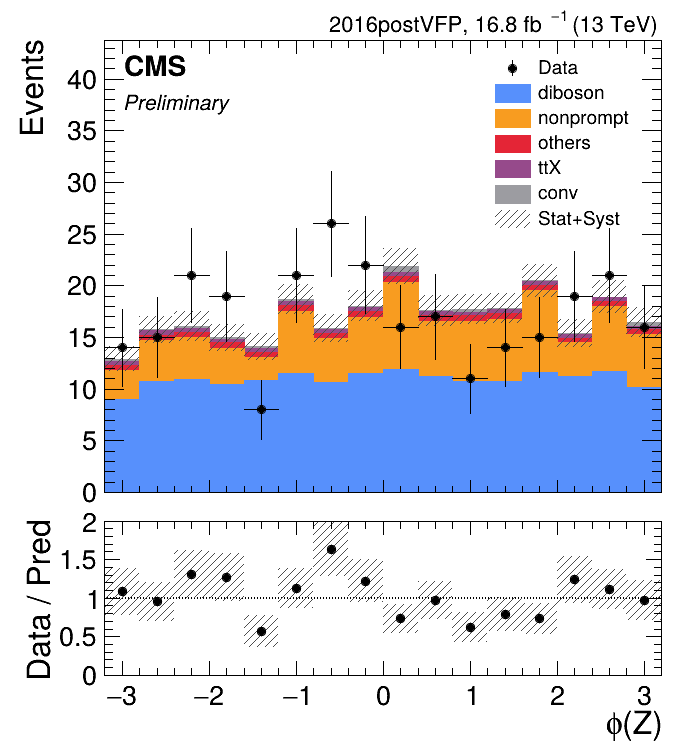 2016postVFP, 16.8 fb⁻¹ (13 TeV)
CMS
Preliminary
Data
diboson
nonprompt
others
ttX
conv
Stat+Syst
Events
40
35
30
25
20
15
10
5
0
Data / Pred
2
1.5
1
0.5
0
−3 −2 −1 0 1 2 3
ϕ(Z)